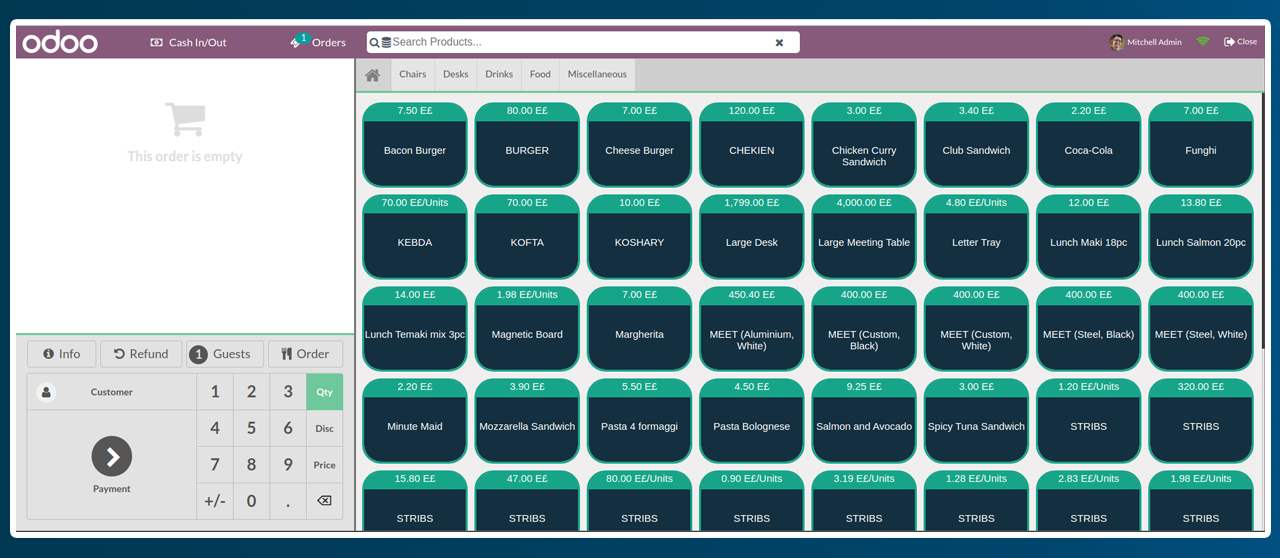 odoo
Cash In/Out
1
Orders
Search Products...
Mitchell Admin
Close
This order is empty
Chairs
Desks
Drinks
Food
Miscellaneous
7.50 E£
Bacon Burger
80.00 E£
BURGER
7.00 E£
Cheese Burger
120.00 E£
CHEKIEN
3.00 E£
Chicken Curry
Sandwich
3.40 E£
Club Sandwich
2.20 E£
Coca-Cola
7.00 E£
Funghi
70.00 E£/Units
KEBDA
70.00 E£
KOFTA
10.00 E£
KOSHARY
1,799.00 E£
Large Desk
4,000.00 E£
Large Meeting Table
4.80 E£/Units
Letter Tray
12.00 E£
Lunch Maki 18pc
13.80 E£
Lunch Salmon 20pc
14.00 E£
Lunch Temaki mix 3pc
1.98 E£/Units
Magnetic Board
7.00 E£
Margherita
450.40 E£
MEET (Aluminium,
White)
400.00 E£
MEET (Custom,
Black)
400.00 E£
MEET (Custom,
White)
400.00 E£
MEET (Steel, Black)
400.00 E£
MEET (Steel, White)
2.20 E£
Minute Maid
3.90 E£
Mozzarella Sandwich
5.50 E£
Pasta 4 formaggi
4.50 E£
Pasta Bolognese
9.25 E£
Salmon and Avocado
3.00 E£
Spicy Tuna Sandwich
1.20 E£/Units
STRIBS
320.00 E£
STRIBS
15.80 E£
STRIBS
47.00 E£
STRIBS
80.00 E£/Units
STRIBS
0.90 E£/Units
STRIBS
3.19 E£/Units
STRIBS
1.28 E£/Units
STRIBS
2.83 E£/Units
STRIBS
1.98 E£/Units
STRIBS
Info
Refund
1 Guests
Order
Customer
1 2 3 Qty
4 5 6 Disc
7 8 9 Price
+/- 0 .
Payment